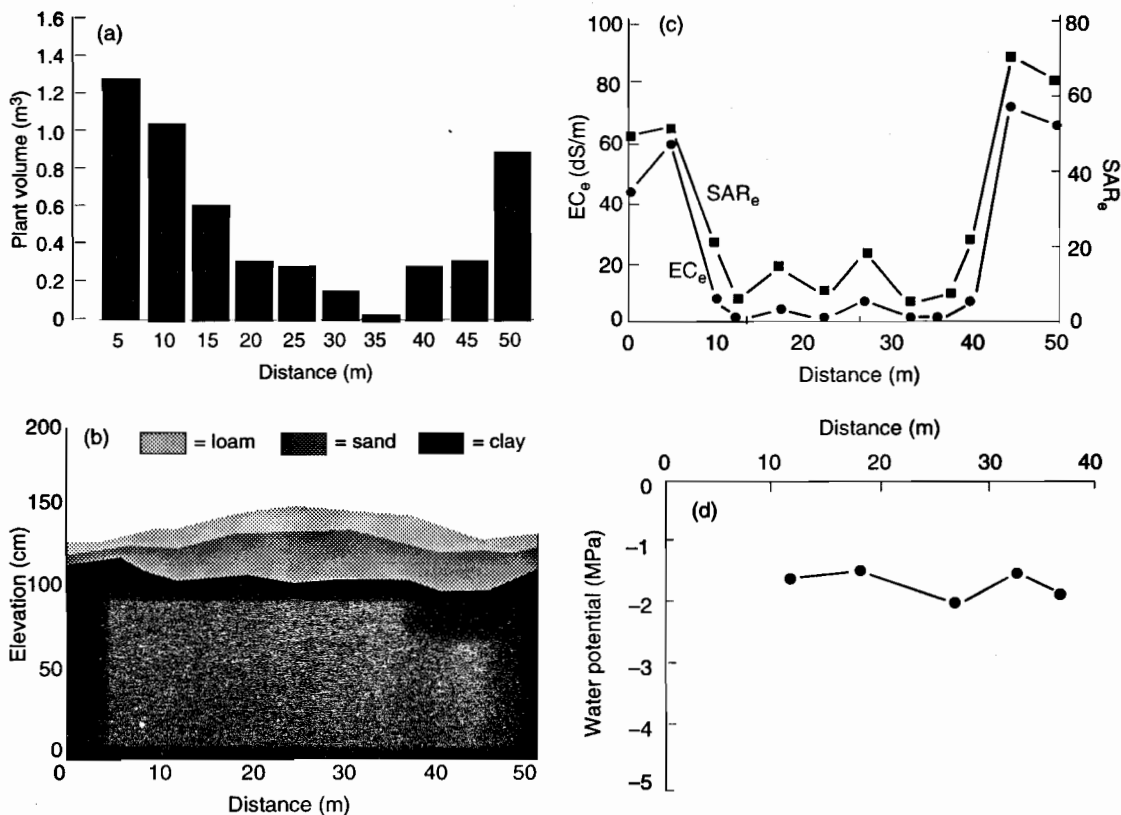 (a)
Plant volume (m³)
1.6
1.4
1.2
1.0
0.8
0.6
0.4
0.2
0
5 10 15 20 25 30 35 40 45 50
Distance (m)
(c)
ECe (dS/m)
100
80
60
40
20
0
SARe
ECe
80
60
40
20
0
SARe
0 10 20 30 40 50
Distance (m)
(b)
= loam = sand = clay
Elevation (cm)
200
150
100
50
0
0 10 20 30 40 50
Distance (m)
Distance (m)
0 10 20 30 40
(d)
Water potential (MPa)
0
−1
−2
−3
−4
−5